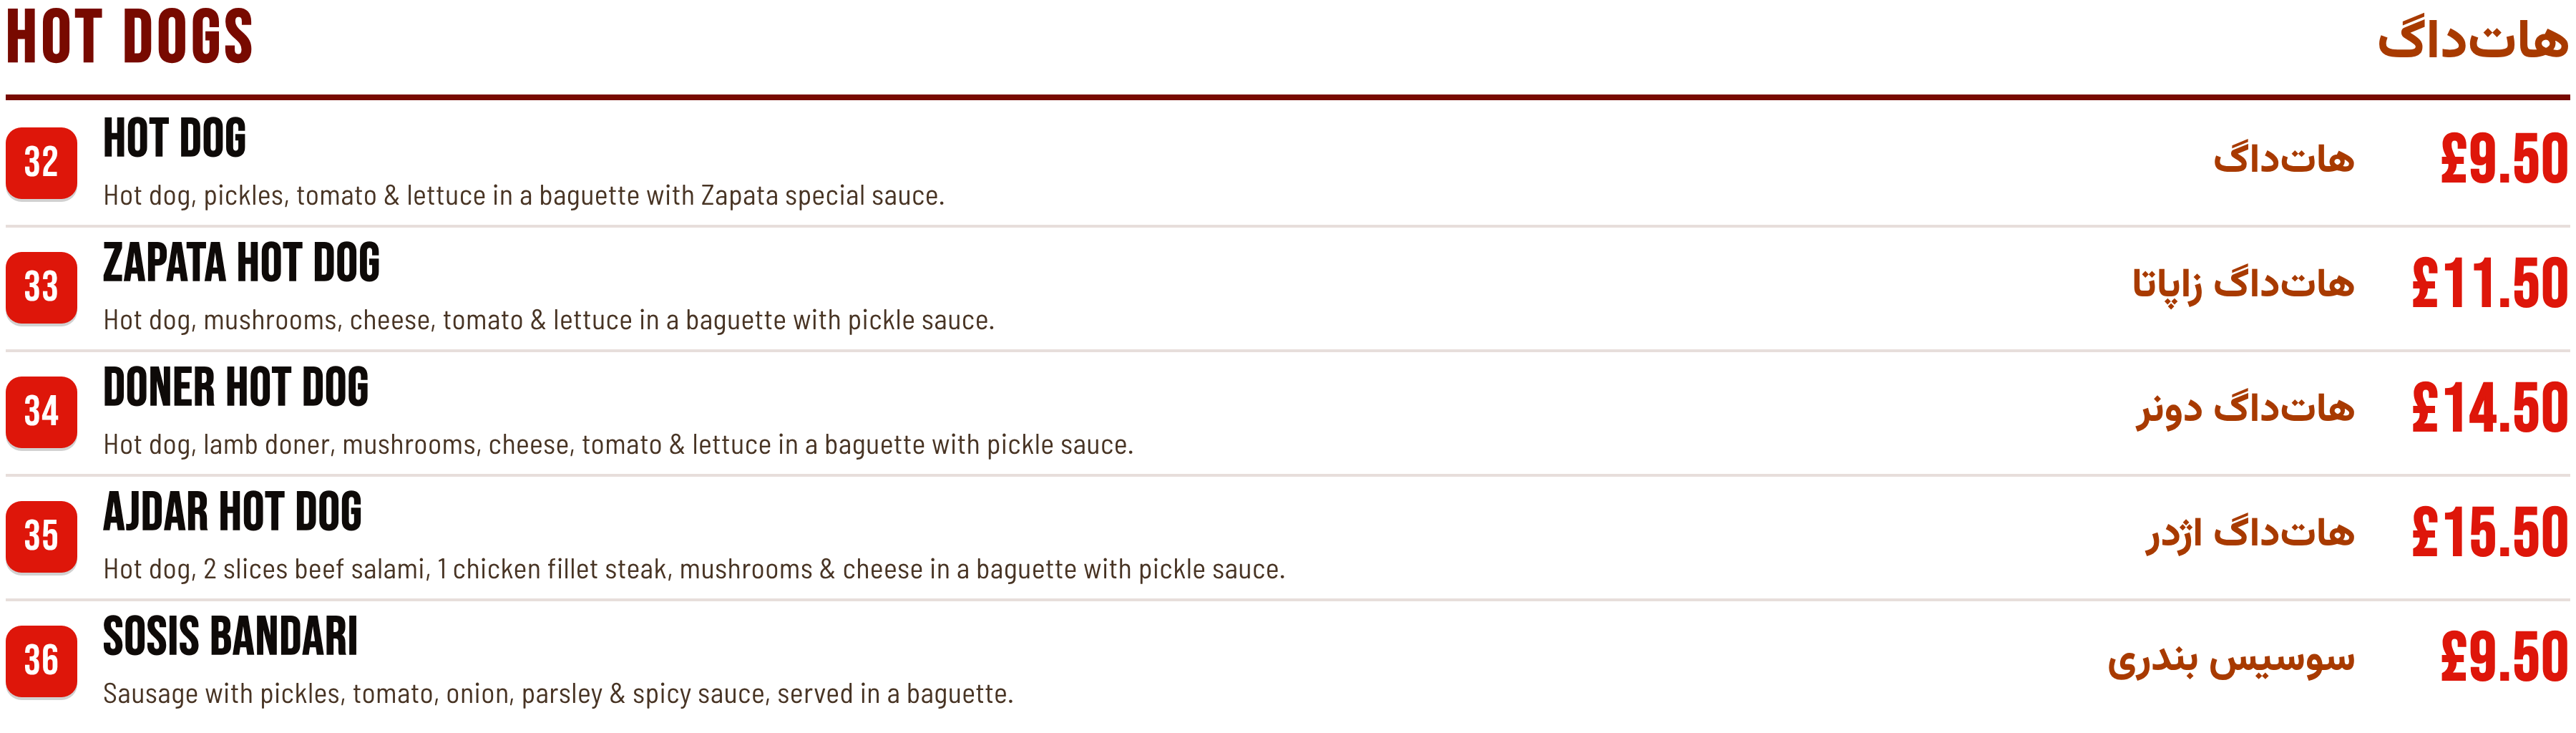 HOT DOGS هات‌داگ
32 HOT DOG هات‌داگ £9.50
Hot dog, pickles, tomato & lettuce in a baguette with Zapata special sauce.
33 ZAPATA HOT DOG هات‌داگ زاپاتا £11.50
Hot dog, mushrooms, cheese, tomato & lettuce in a baguette with pickle sauce.
34 DONER HOT DOG هات‌داگ دونر £14.50
Hot dog, lamb doner, mushrooms, cheese, tomato & lettuce in a baguette with pickle sauce.
35 AJDAR HOT DOG هات‌داگ اژدر £15.50
Hot dog, 2 slices beef salami, 1 chicken fillet steak, mushrooms & cheese in a baguette with pickle sauce.
36 SOSIS BANDARI سوسیس بندری £9.50
Sausage with pickles, tomato, onion, parsley & spicy sauce, served in a baguette.